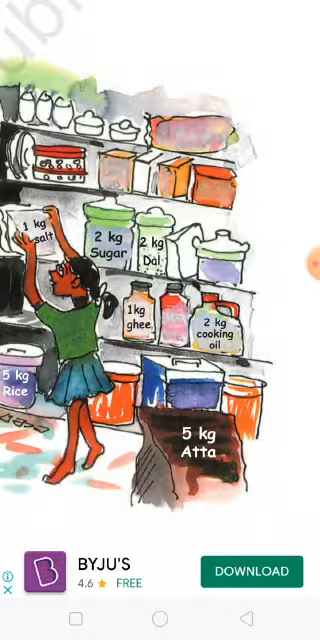 1 kg
salt
2 kg
Sugar
2 kg
Dal
1kg
ghee
2 kg
cooking
oil
5 kg
Rice
5 kg
Atta
BYJU'S
4.6 ★ FREE
DOWNLOAD